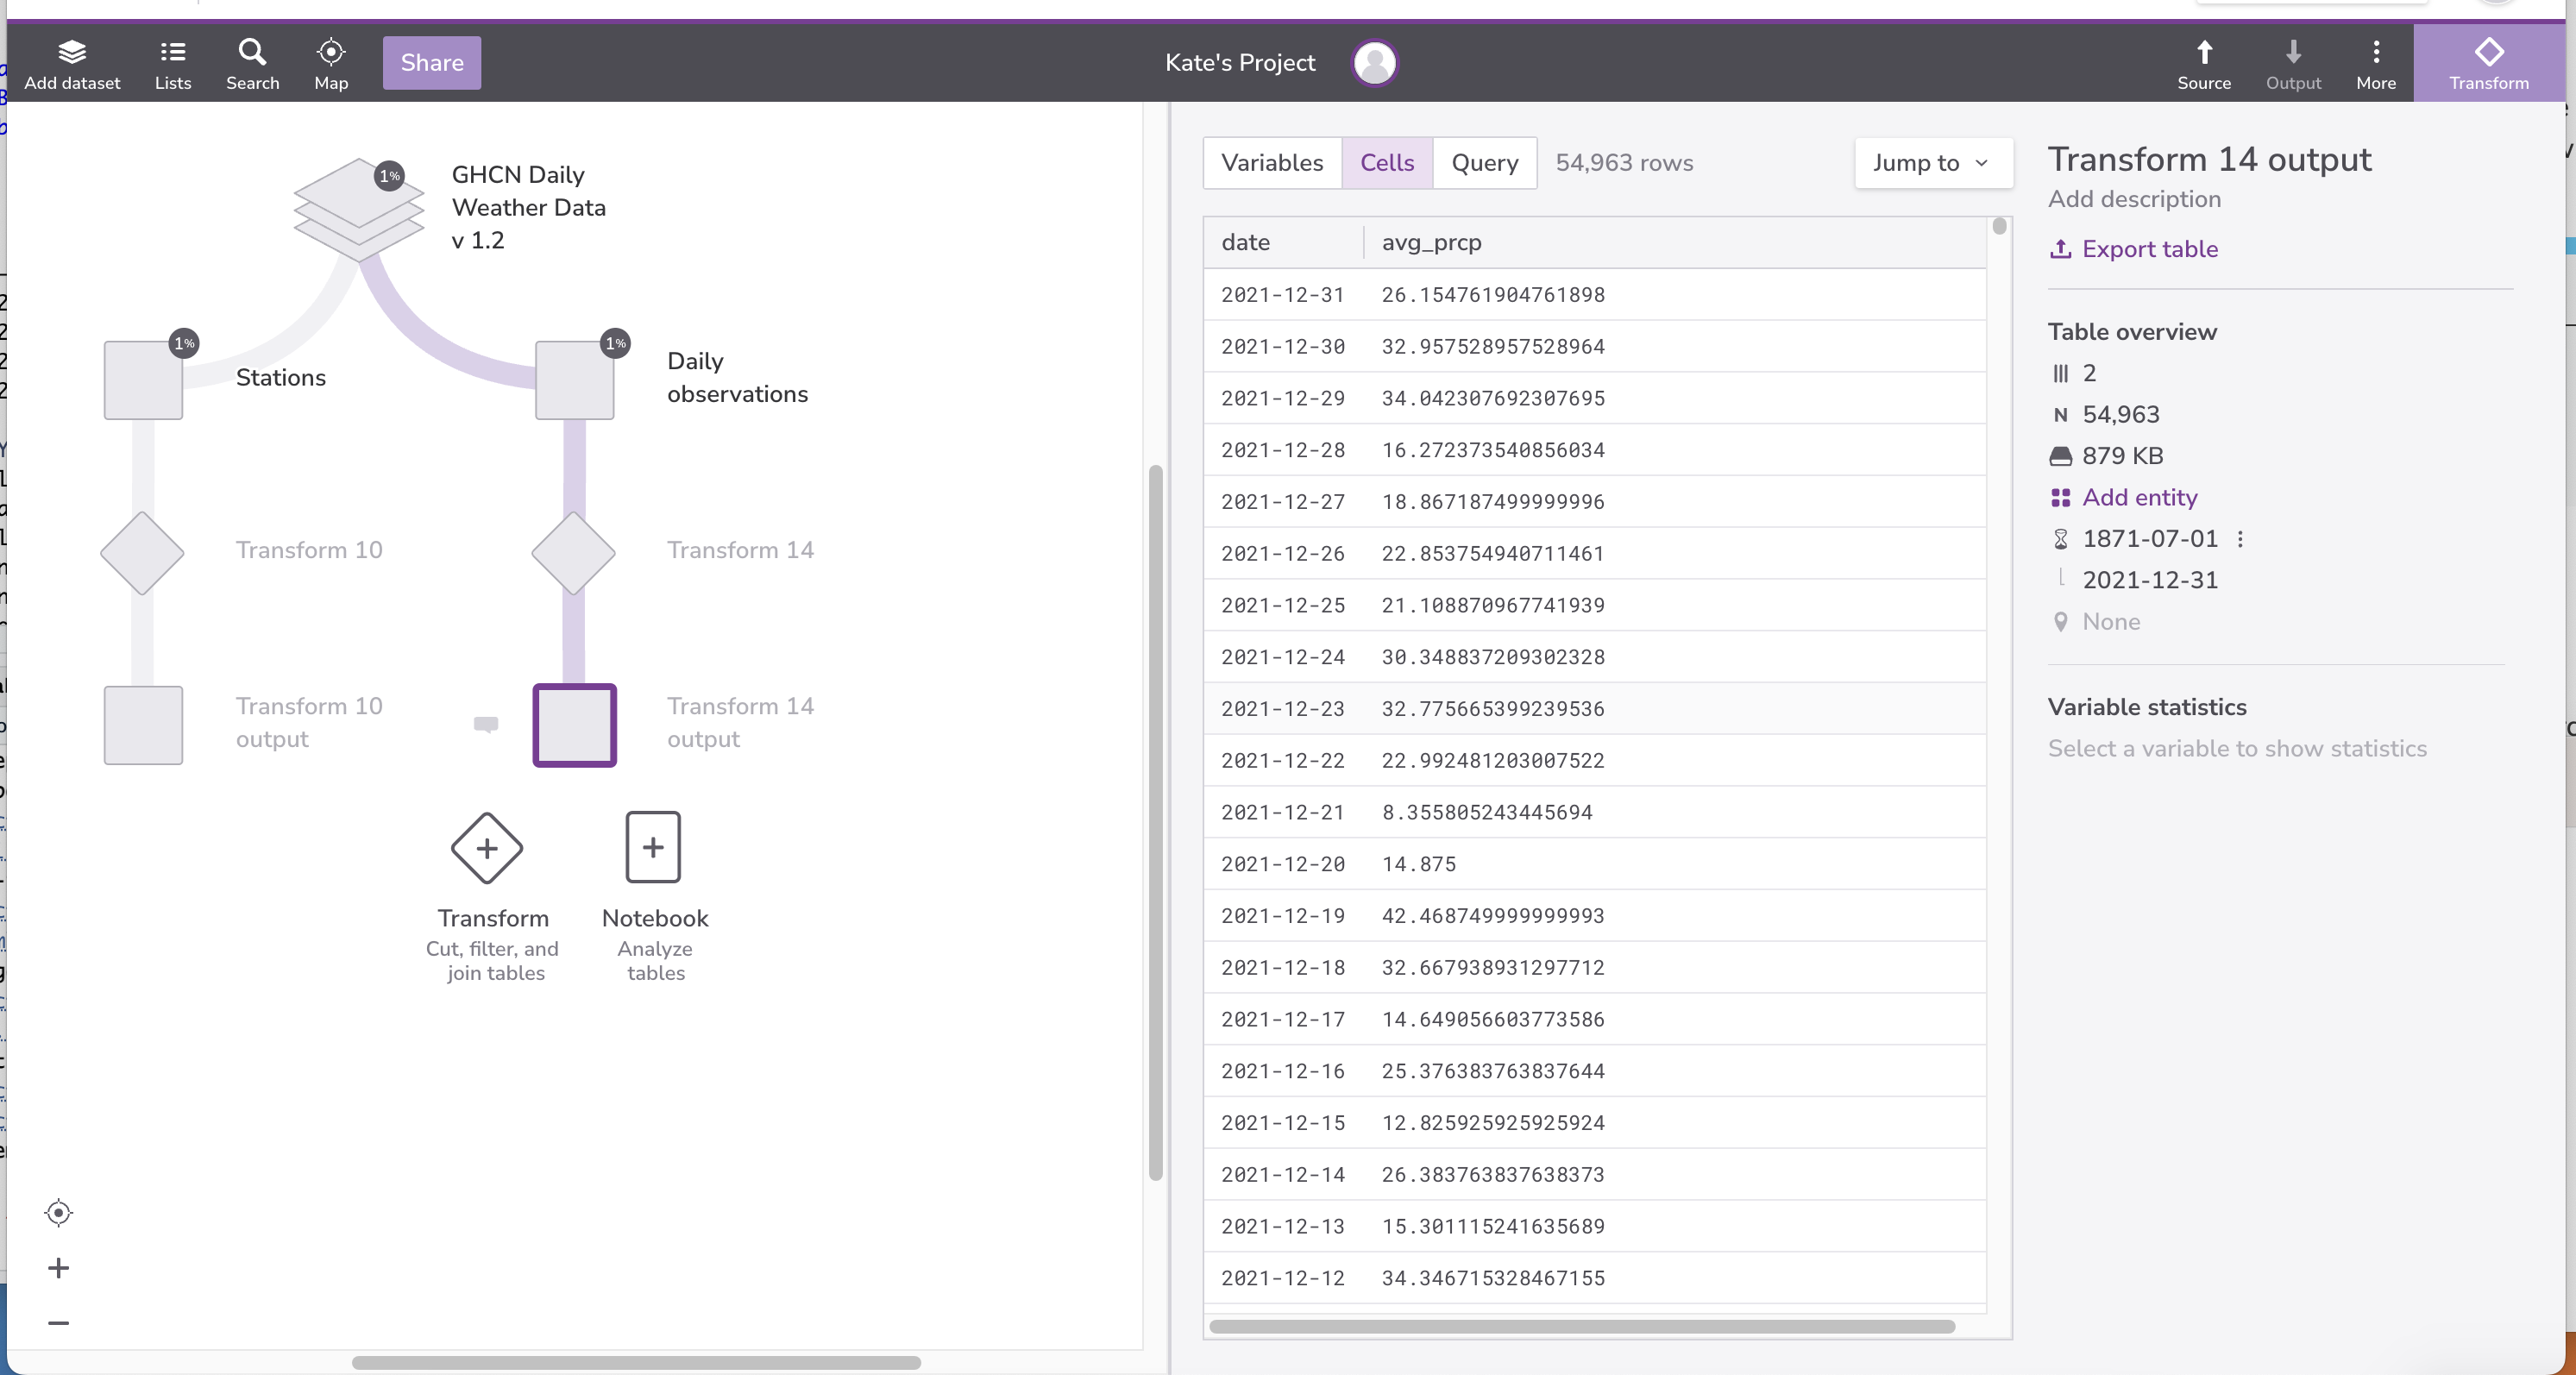 Add dataset
Lists
Search
Map
Share
Kate's Project
Source
Output
More
Transform
1%
GHCN Daily
Weather Data
v 1.2
1%
Stations
1%
Daily
observations
Transform 10
Transform 14
Transform 10
output
Transform 14
output
Transform
Cut, filter, and
join tables
Notebook
Analyze
tables
Variables
Cells
Query
54,963 rows
Jump to
date avg_prcp
2021-12-31 26.154761904761898
2021-12-30 32.957528957528964
2021-12-29 34.042307692307695
2021-12-28 16.272373540856034
2021-12-27 18.867187499999996
2021-12-26 22.853754940711461
2021-12-25 21.108870967741939
2021-12-24 30.348837209302328
2021-12-23 32.775665399239536
2021-12-22 22.992481203007522
2021-12-21 8.355805243445694
2021-12-20 14.875
2021-12-19 42.468749999999993
2021-12-18 32.667938931297712
2021-12-17 14.649056603773586
2021-12-16 25.376383763837644
2021-12-15 12.825925925925924
2021-12-14 26.383763837638373
2021-12-13 15.301115241635689
2021-12-12 34.346715328467155
Transform 14 output
Add description
Export table
Table overview
2
N 54,963
879 KB
Add entity
1871-07-01
2021-12-31
None
Variable statistics
Select a variable to show statistics